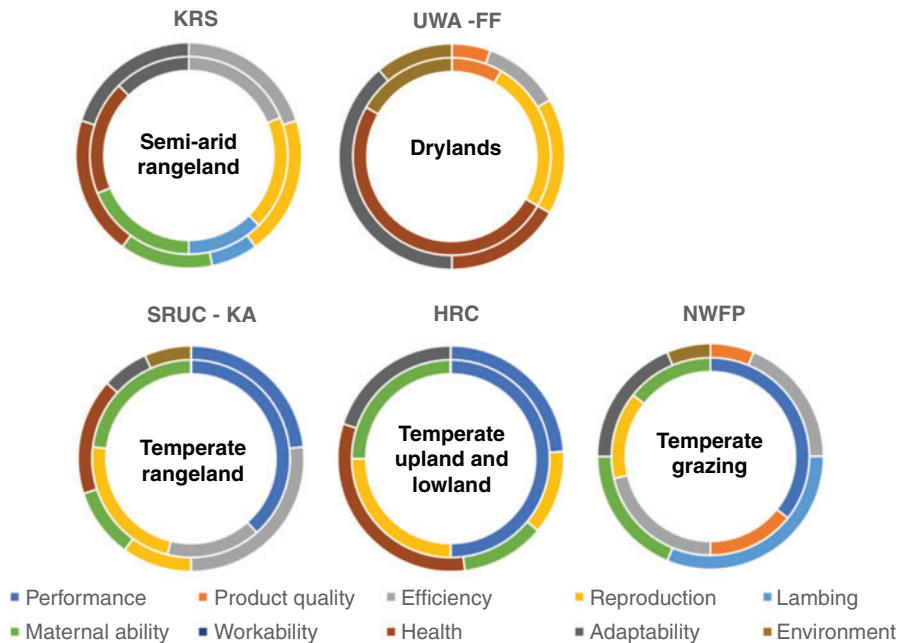 KRS
UWA -FF
Semi-arid
rangeland
Drylands
SRUC - KA
HRC
NWFP
Temperate
rangeland
Temperate
upland and
lowland
Temperate
grazing
Performance
Product quality
Efficiency
Reproduction
Lambing
Maternal ability
Workability
Health
Adaptability
Environment